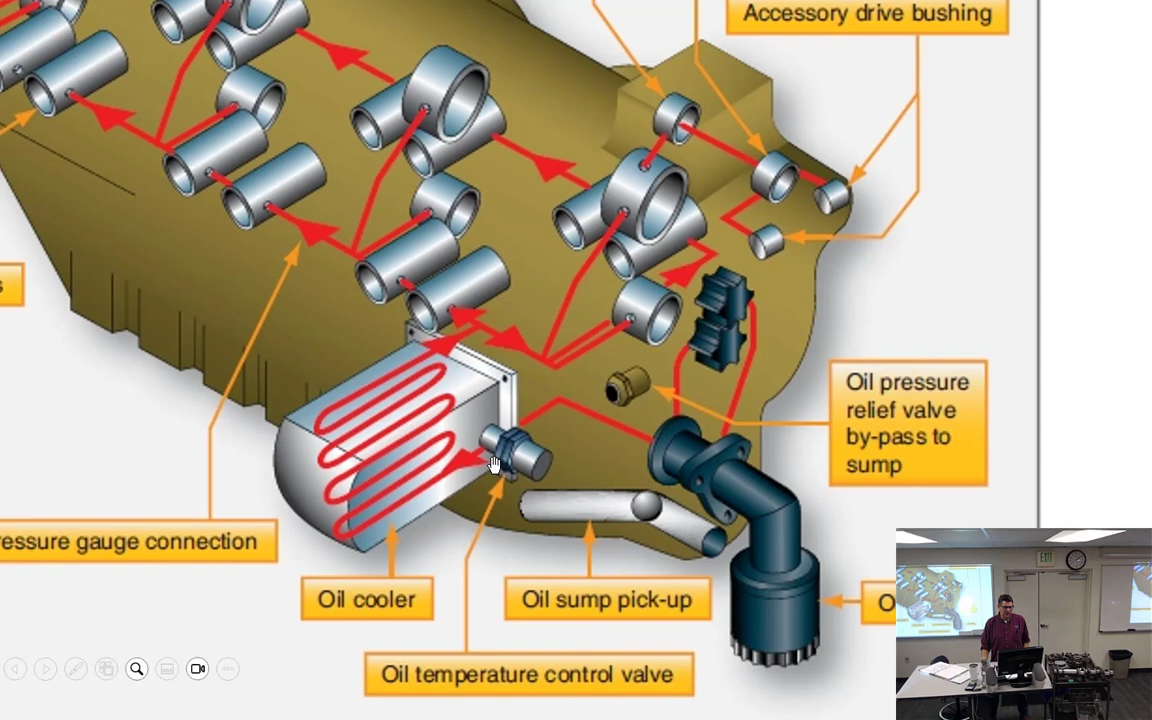 Accessory drive bushing
s
Oil pressure
relief valve
by-pass to
sump
ressure gauge connection
Oil cooler
Oil sump pick-up
O
Oil temperature control valve
EXIT